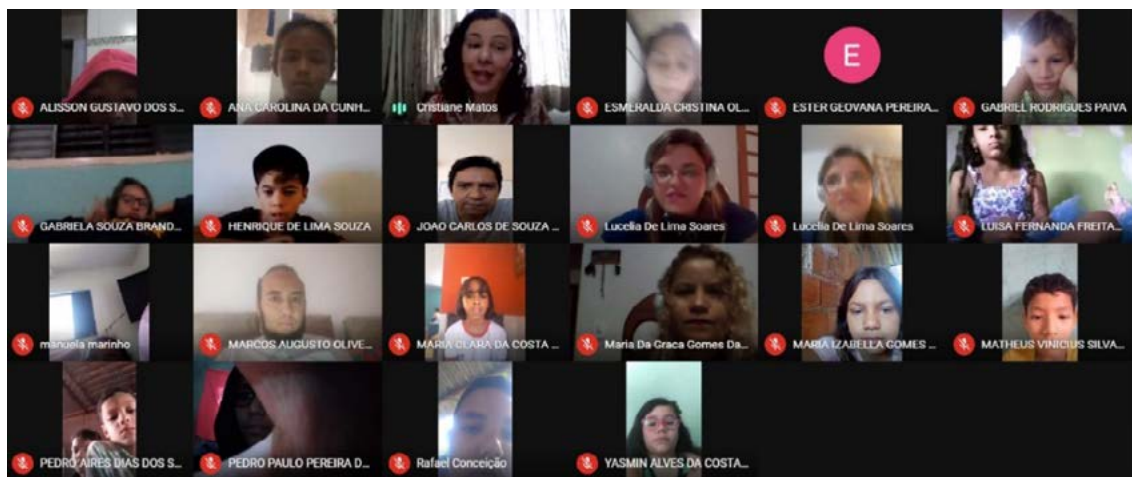 ALISSON GUSTAVO DOS S...
ANA CAROLINA DA CUNH...
Cristiane Matos
ESMERALDA CRISTINA OL...
E
ESTER GEOVANA PEREIRA...
GABRIEL RODRIGUES PAIVA
GABRIELA SOUZA BRAND...
HENRIQUE DE LIMA SOUZA
JOAO CARLOS DE SOUZA ...
Lucelia De Lima Soares
Lucelia De Lima Soares
LUISA FERNANDA FREITA...
manuela marinho
MARCOS AUGUSTO OLIVE...
MARIA CLARA DA COSTA ...
Maria Da Graca Gomes Da...
MARIA IZABELLA GOMES ...
MATHEUS VINICIUS SILVA...
PEDRO AIRES DIAS DOS S...
PEDRO PAULO PEREIRA D...
Rafael Conceição
YASMIN ALVES DA COSTA...